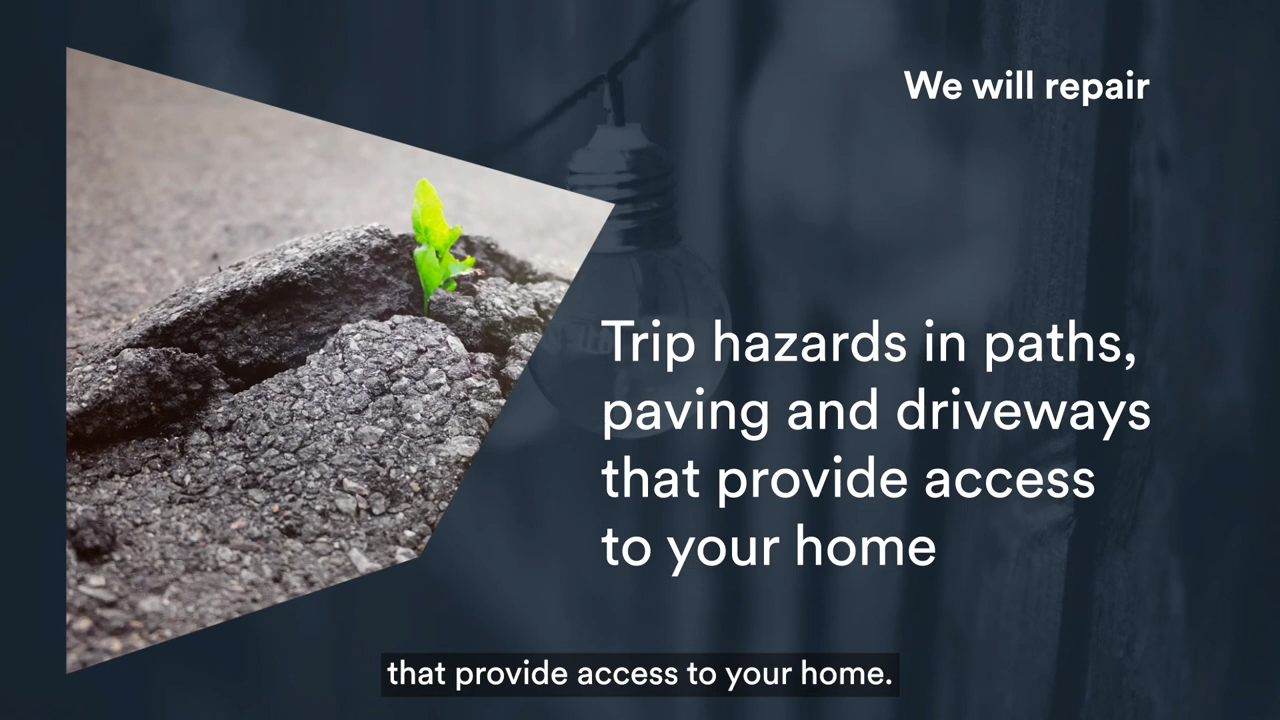 We will repair
Trip hazards in paths,
paving and driveways
that provide access
to your home
that provide access to your home.